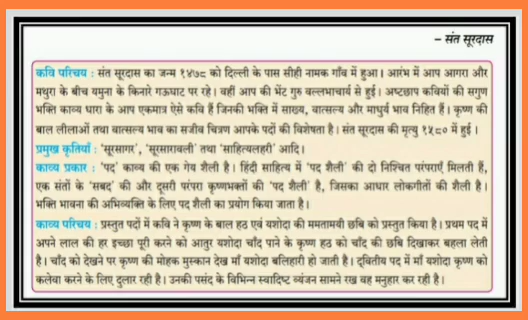 – संत सूरदास
कवि परिचय : संत सूरदास का जन्म १४७८ को दिल्ली के पास सीही नामक गाँव में हुआ। आरंभ में आप आगरा और
मथुरा के बीच यमुना के किनारे गऊघाट पर रहे। वहीं आप की भेंट गुरु वल्लभाचार्य से हुई। अष्टछाप कवियों की सगुण
भक्ति काव्य धारा के आप एकमात्र ऐसे कवि हैं जिनकी भक्ति में साख्य, वात्सल्य और माधुर्य भाव निहित हैं। कृष्ण की
बाल लीलाओं तथा वात्सल्य भाव का सजीव चित्रण आपके पदों की विशेषता है। संत सूरदास की मृत्यु १५८० में हुई।
प्रमुख कृतियाँ : 'सूरसागर', 'सूरसारावली' तथा 'साहित्यलहरी' आदि।
काव्य प्रकार : 'पद' काव्य की एक गेय शैली है। हिंदी साहित्य में 'पद शैली' की दो निश्चित परंपराएँ मिलती हैं,
एक संतों के 'सबद' की और दूसरी परंपरा कृष्णभक्तों की 'पद शैली' है, जिसका आधार लोकगीतों की शैली है।
भक्ति भावना की अभिव्यक्ति के लिए पद शैली का प्रयोग किया जाता है।
काव्य परिचय : प्रस्तुत पदों में कवि ने कृष्ण के बाल हठ एवं यशोदा की ममतामयी छबि को प्रस्तुत किया है। प्रथम पद में
अपने लाल की हर इच्छा पूरी करने को आतुर यशोदा चाँद पाने के कृष्ण हठ को चाँद की छबि दिखाकर बहला लेती
है। चाँद को देखने पर कृष्ण की मोहक मुस्कान देख माँ यशोदा बलिहारी हो जाती है। द्वितीय पद में माँ यशोदा कृष्ण को
कलेवा करने के लिए दुलार रही है। उनकी पसंद के विभिन्न स्वादिष्ट व्यंजन सामने रख वह मनुहार कर रही है।